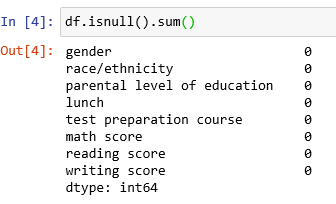 In [4]: df.isnull().sum()
Out[4]: gender 0
race/ethnicity 0
parental level of education 0
lunch 0
test preparation course 0
math score 0
reading score 0
writing score 0
dtype: int64